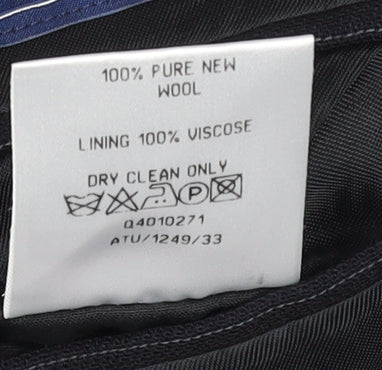 100% PURE NEW
WOOL
LINING 100% VISCOSE
DRY CLEAN ONLY
P
Q4010271
ATU/1249/33